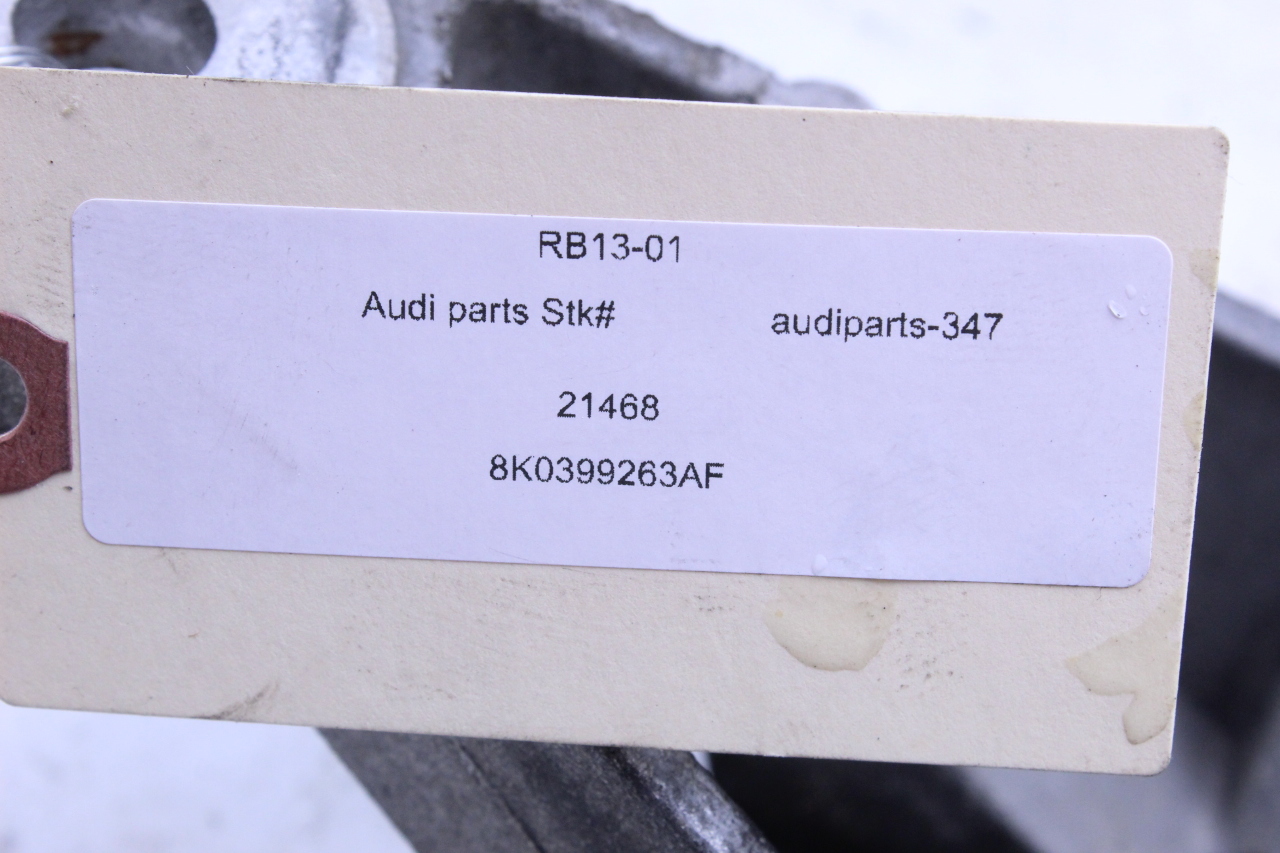 RB13-01
Audi parts Stk# audiparts-347
21468
8K0399263AF